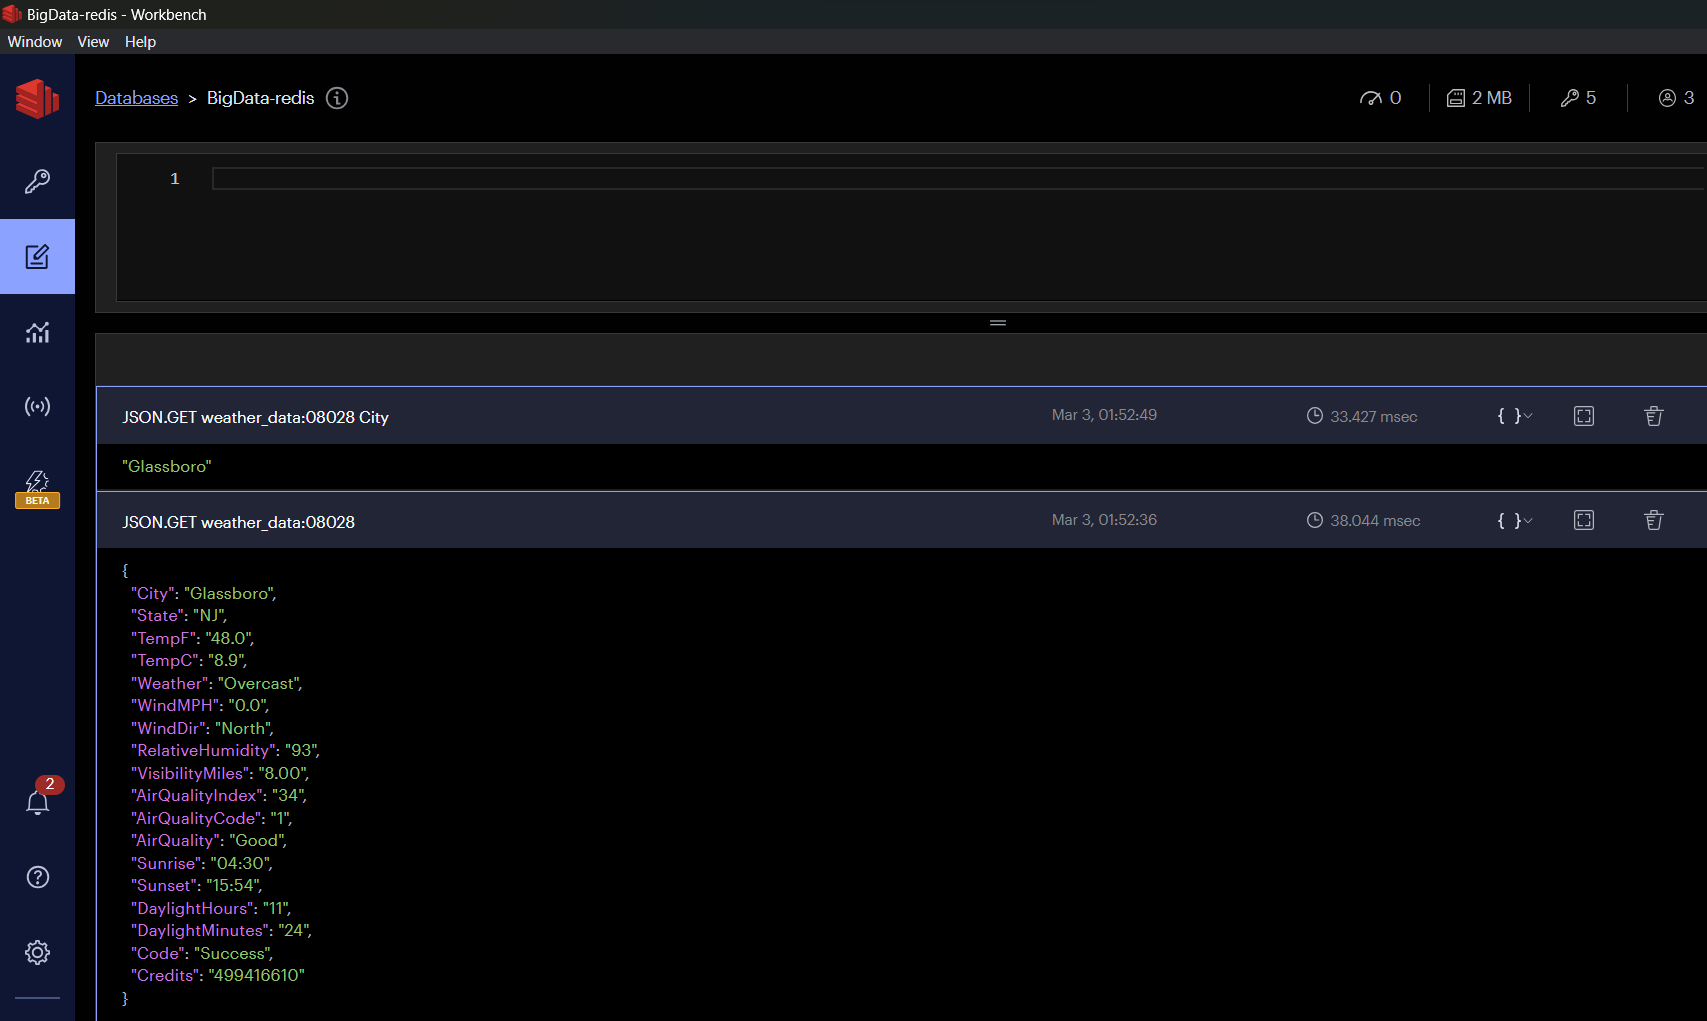 BigData-redis - Workbench
Window View Help
Databases > BigData-redis
0 2 MB 5 3
1
JSON.GET weather_data:08028 City Mar 3, 01:52:49 33.427 msec { }
"Glassboro"
JSON.GET weather_data:08028 Mar 3, 01:52:36 38.044 msec { }
{
"City": "Glassboro",
"State": "NJ",
"TempF": "48.0",
"TempC": "8.9",
"Weather": "Overcast",
"WindMPH": "0.0",
"WindDir": "North",
"RelativeHumidity": "93",
"VisibilityMiles": "8.00",
"AirQualityIndex": "34",
"AirQualityCode": "1",
"AirQuality": "Good",
"Sunrise": "04:30",
"Sunset": "15:54",
"DaylightHours": "11",
"DaylightMinutes": "24",
"Code": "Success",
"Credits": "499416610"
}
BETA
2